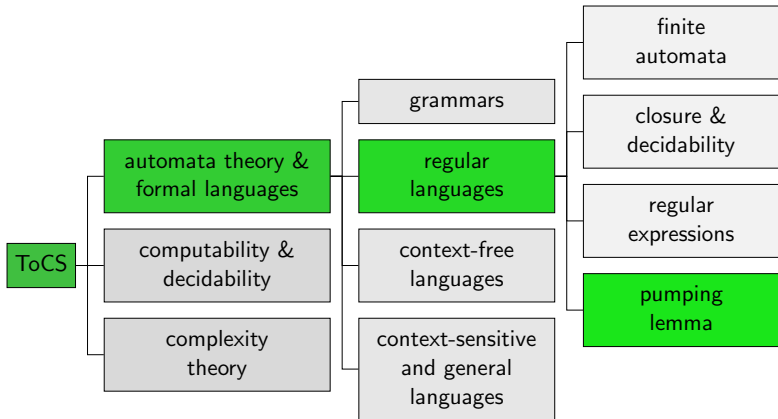 ToCS
automata theory &
formal languages
computability &
decidability
complexity
theory
grammars
regular
languages
context-free
languages
context-sensitive
and general
languages
finite
automata
closure &
decidability
regular
expressions
pumping
lemma